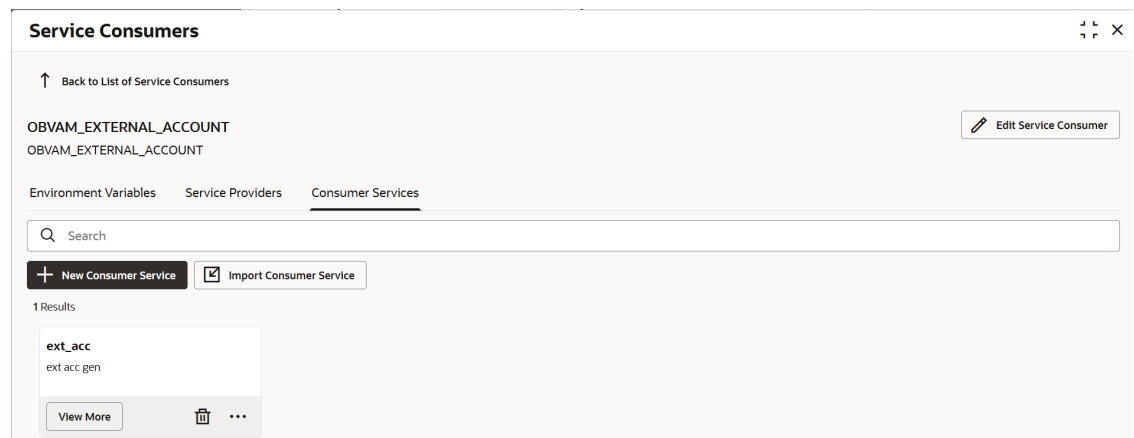 Service Consumers
Back to List of Service Consumers
OBVAM_EXTERNAL_ACCOUNT
OBVAM_EXTERNAL_ACCOUNT
Edit Service Consumer
Environment Variables Service Providers Consumer Services
Search
New Consumer Service Import Consumer Service
1 Results
ext_acc
ext acc gen
View More